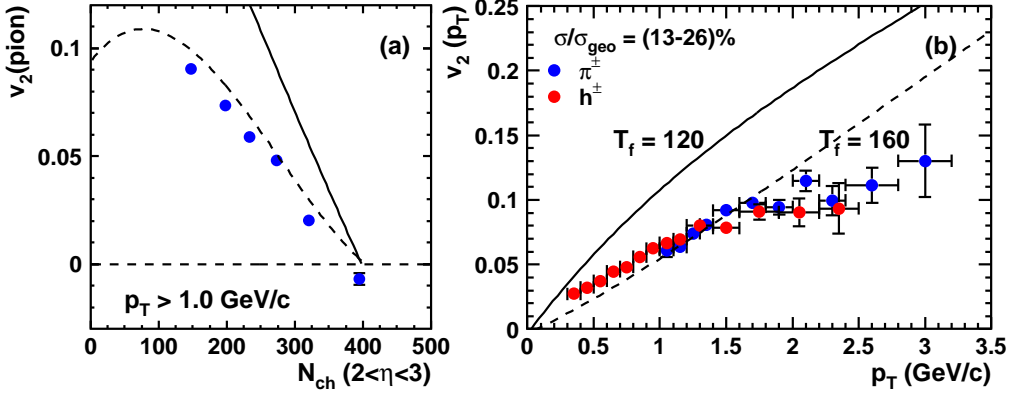 v2(pion)
0.1
0.05
0
(a)
pT > 1.0 GeV/c
0 100 200 300 400 500
Nch (2<η<3)
v2 (pT)
0.25
0.2
0.15
0.1
0.05
0
σ/σgeo = (13-26)%
(b)
π±
h±
Tf = 120
Tf = 160
0 0.5 1 1.5 2 2.5 3 3.5
pT (GeV/c)